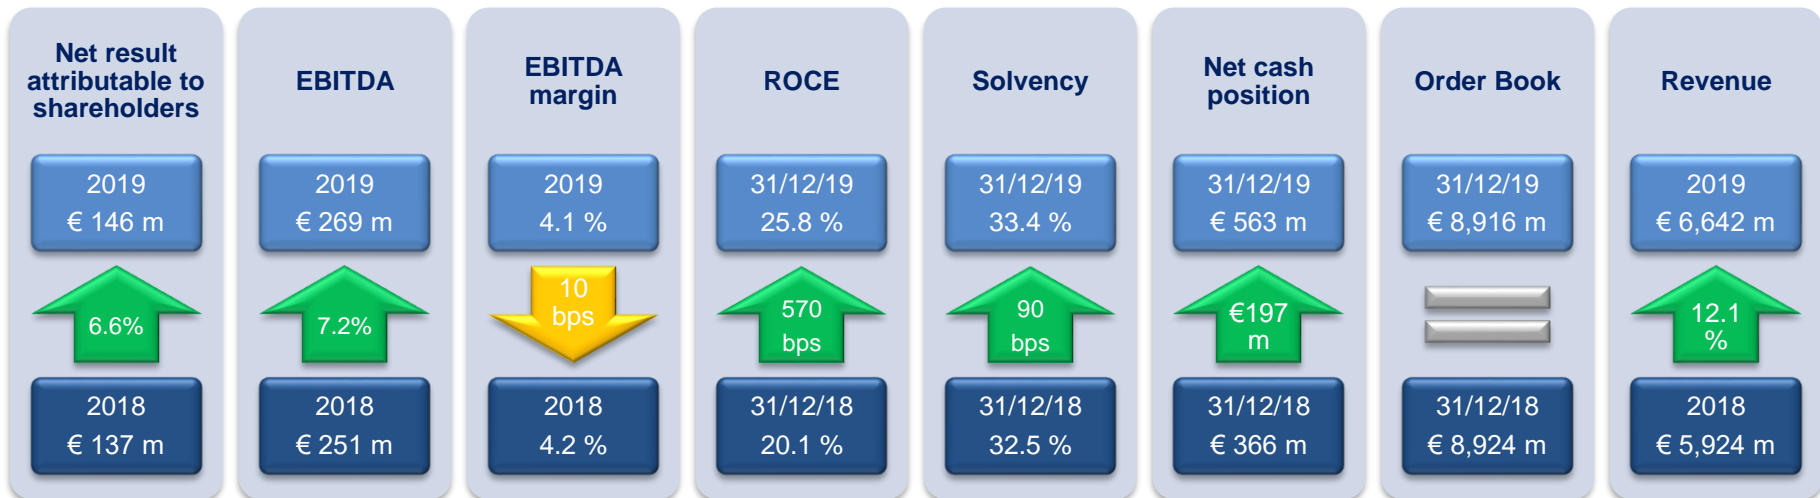 Net result
attributable to
shareholders
2019
€ 146 m
6.6%
2018
€ 137 m
EBITDA
2019
€ 269 m
7.2%
2018
€ 251 m
EBITDA
margin
2019
4.1 %
10
bps
2018
4.2 %
ROCE
31/12/19
25.8 %
570
bps
31/12/18
20.1 %
Solvency
31/12/19
33.4 %
90
bps
31/12/18
32.5 %
Net cash
position
31/12/19
€ 563 m
€197
m
31/12/18
€ 366 m
Order Book
31/12/19
€ 8,916 m
31/12/18
€ 8,924 m
Revenue
2019
€ 6,642 m
12.1
%
2018
€ 5,924 m